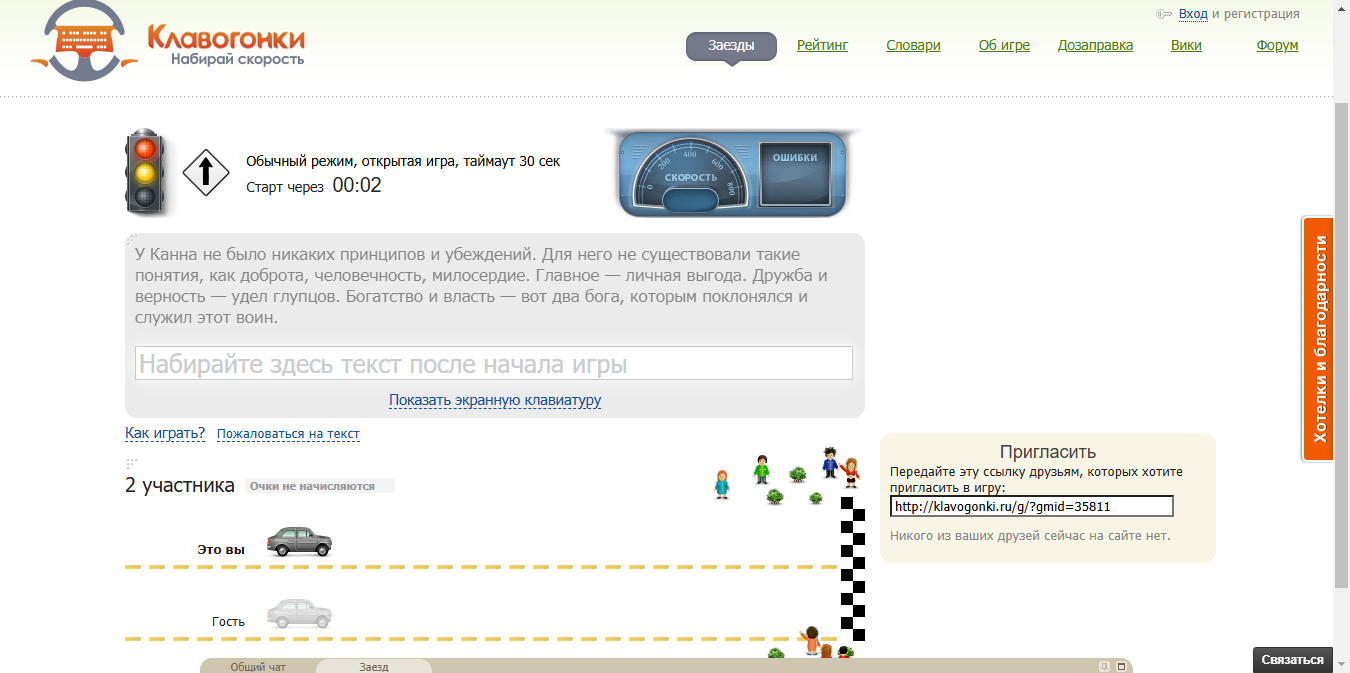 Клавогонки
Набирай скорость
Вход и регистрация
Заезды Рейтинг Словари Об игре Дозаправка Вики Форум
Обычный режим, открытая игра, таймаут 30 сек
Старт через 00:02
0 200 400 600 800
СКОРОСТЬ
ОШИБКИ
У Канна не было никаких принципов и убеждений. Для него не существовали такие
понятия, как доброта, человечность, милосердие. Главное — личная выгода. Дружба и
верность — удел глупцов. Богатство и власть — вот два бога, которым поклонялся и
служил этот воин.
Набирайте здесь текст после начала игры
Показать экранную клавиатуру
Хотелки и благодарности
Как играть? Пожаловаться на текст
2 участника Очки не начисляются
Это вы
Гость
Пригласить
Передайте эту ссылку друзьям, которых хотите
пригласить в игру:
http://klavogonki.ru/g/?gmid=35811
Никого из ваших друзей сейчас на сайте нет.
Общий чат Заезд
Связаться